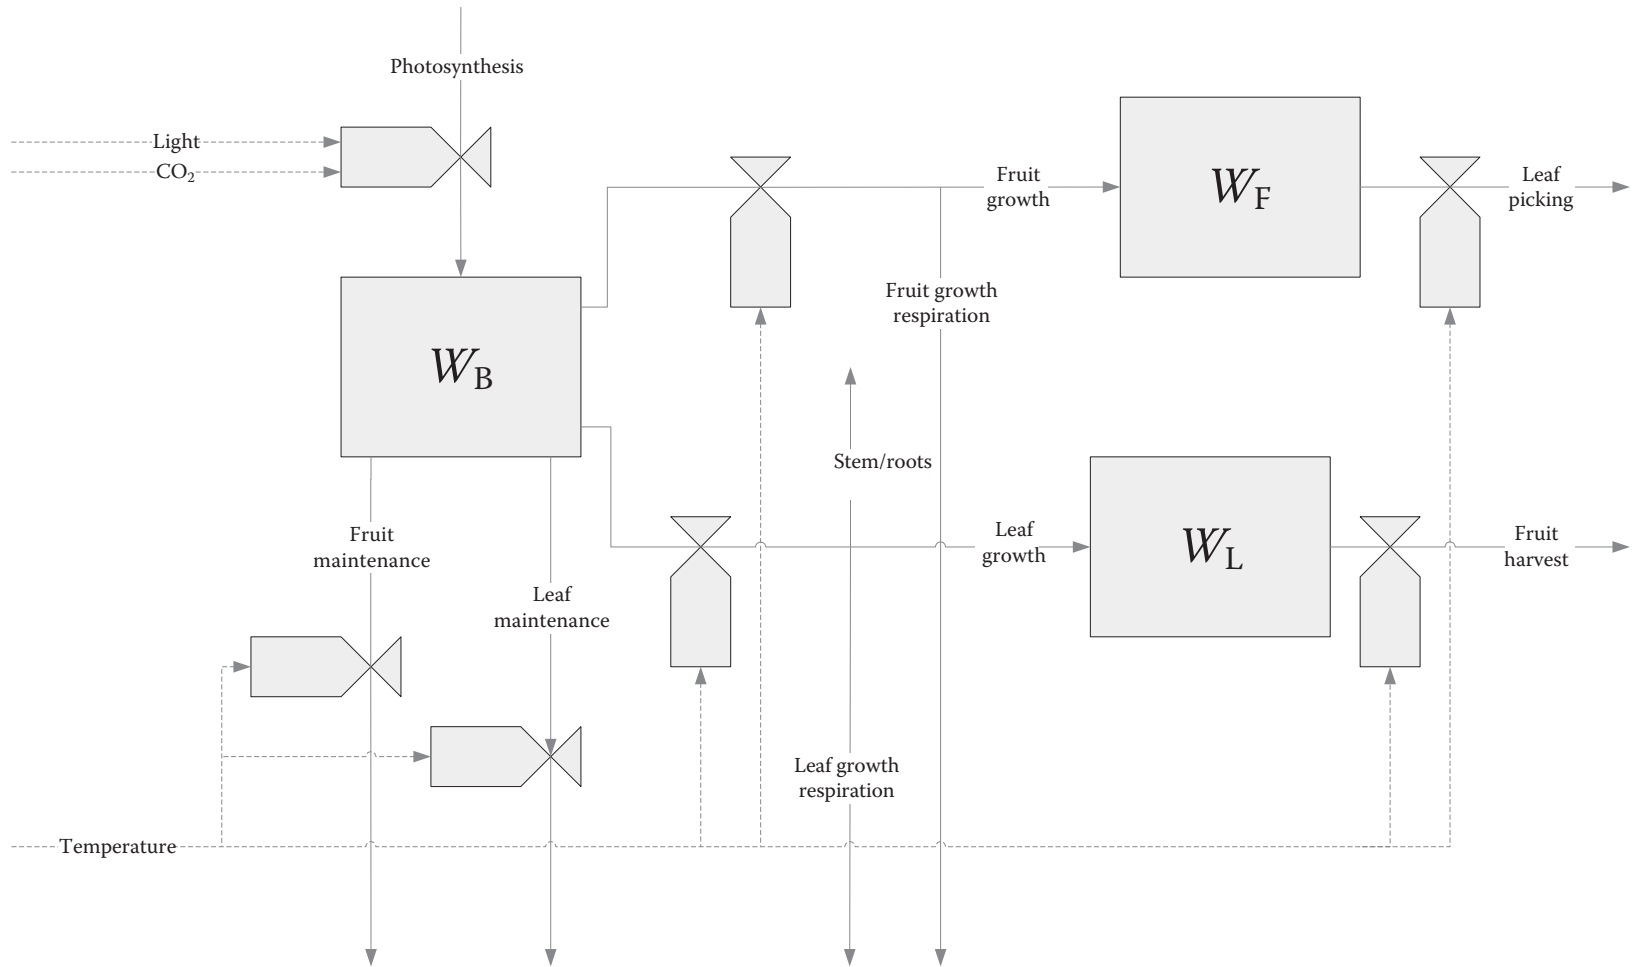 Photosynthesis
Light
CO₂
Fruit
growth
W_F
Leaf
picking
Fruit growth
respiration
W_B
Stem/roots
Fruit
maintenance
Leaf
growth
W_L
Fruit
harvest
Leaf
maintenance
Leaf growth
respiration
Temperature